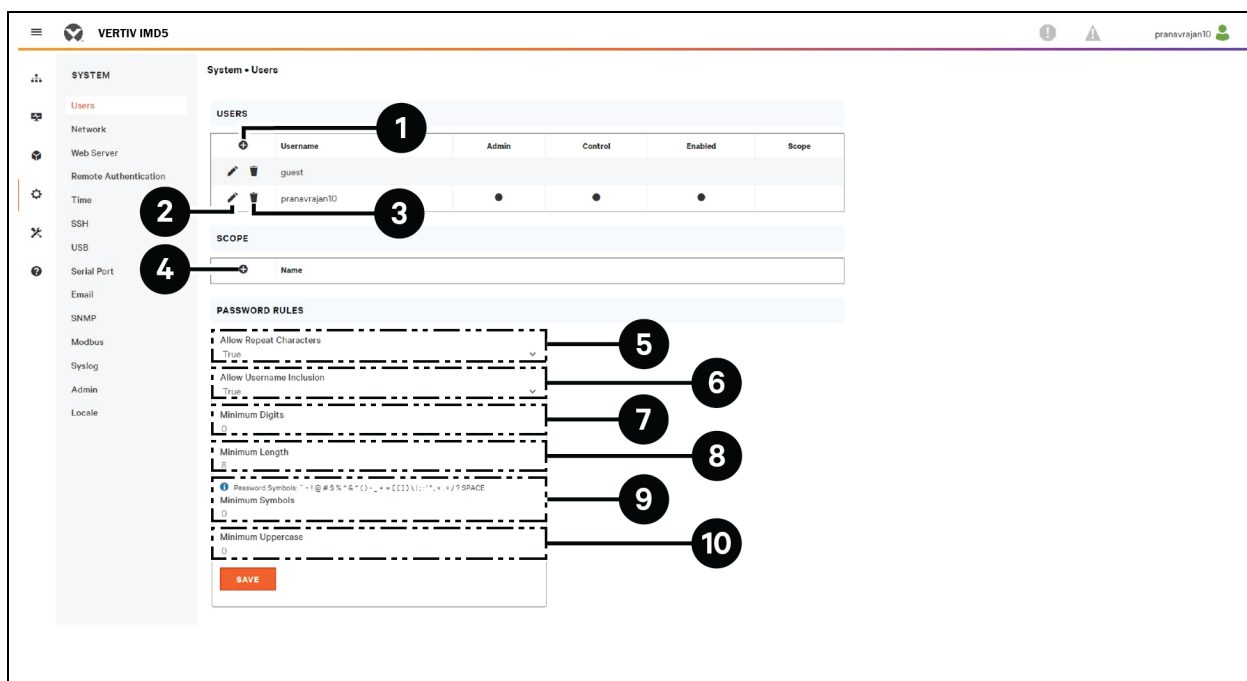 VERTIV IMD5
pranavrajan10
SYSTEM
Users
Network
Web Server
Remote Authentication
Time
SSH
USB
Serial Port
Email
SNMP
Modbus
Syslog
Admin
Locale
System • Users
USERS
1
Username Admin Control Enabled Scope
guest
pranavrajan10
2
3
SCOPE
4
Name
PASSWORD RULES
Allow Repeat Characters
True
5
Allow Username Inclusion
True
6
Minimum Digits
0
7
Minimum Length
8
8
Password Symbols: `~!@#$%^&*()-_+=[{]}\|;:'",<.>/?SPACE
Minimum Symbols
0
9
Minimum Uppercase
0
10
SAVE